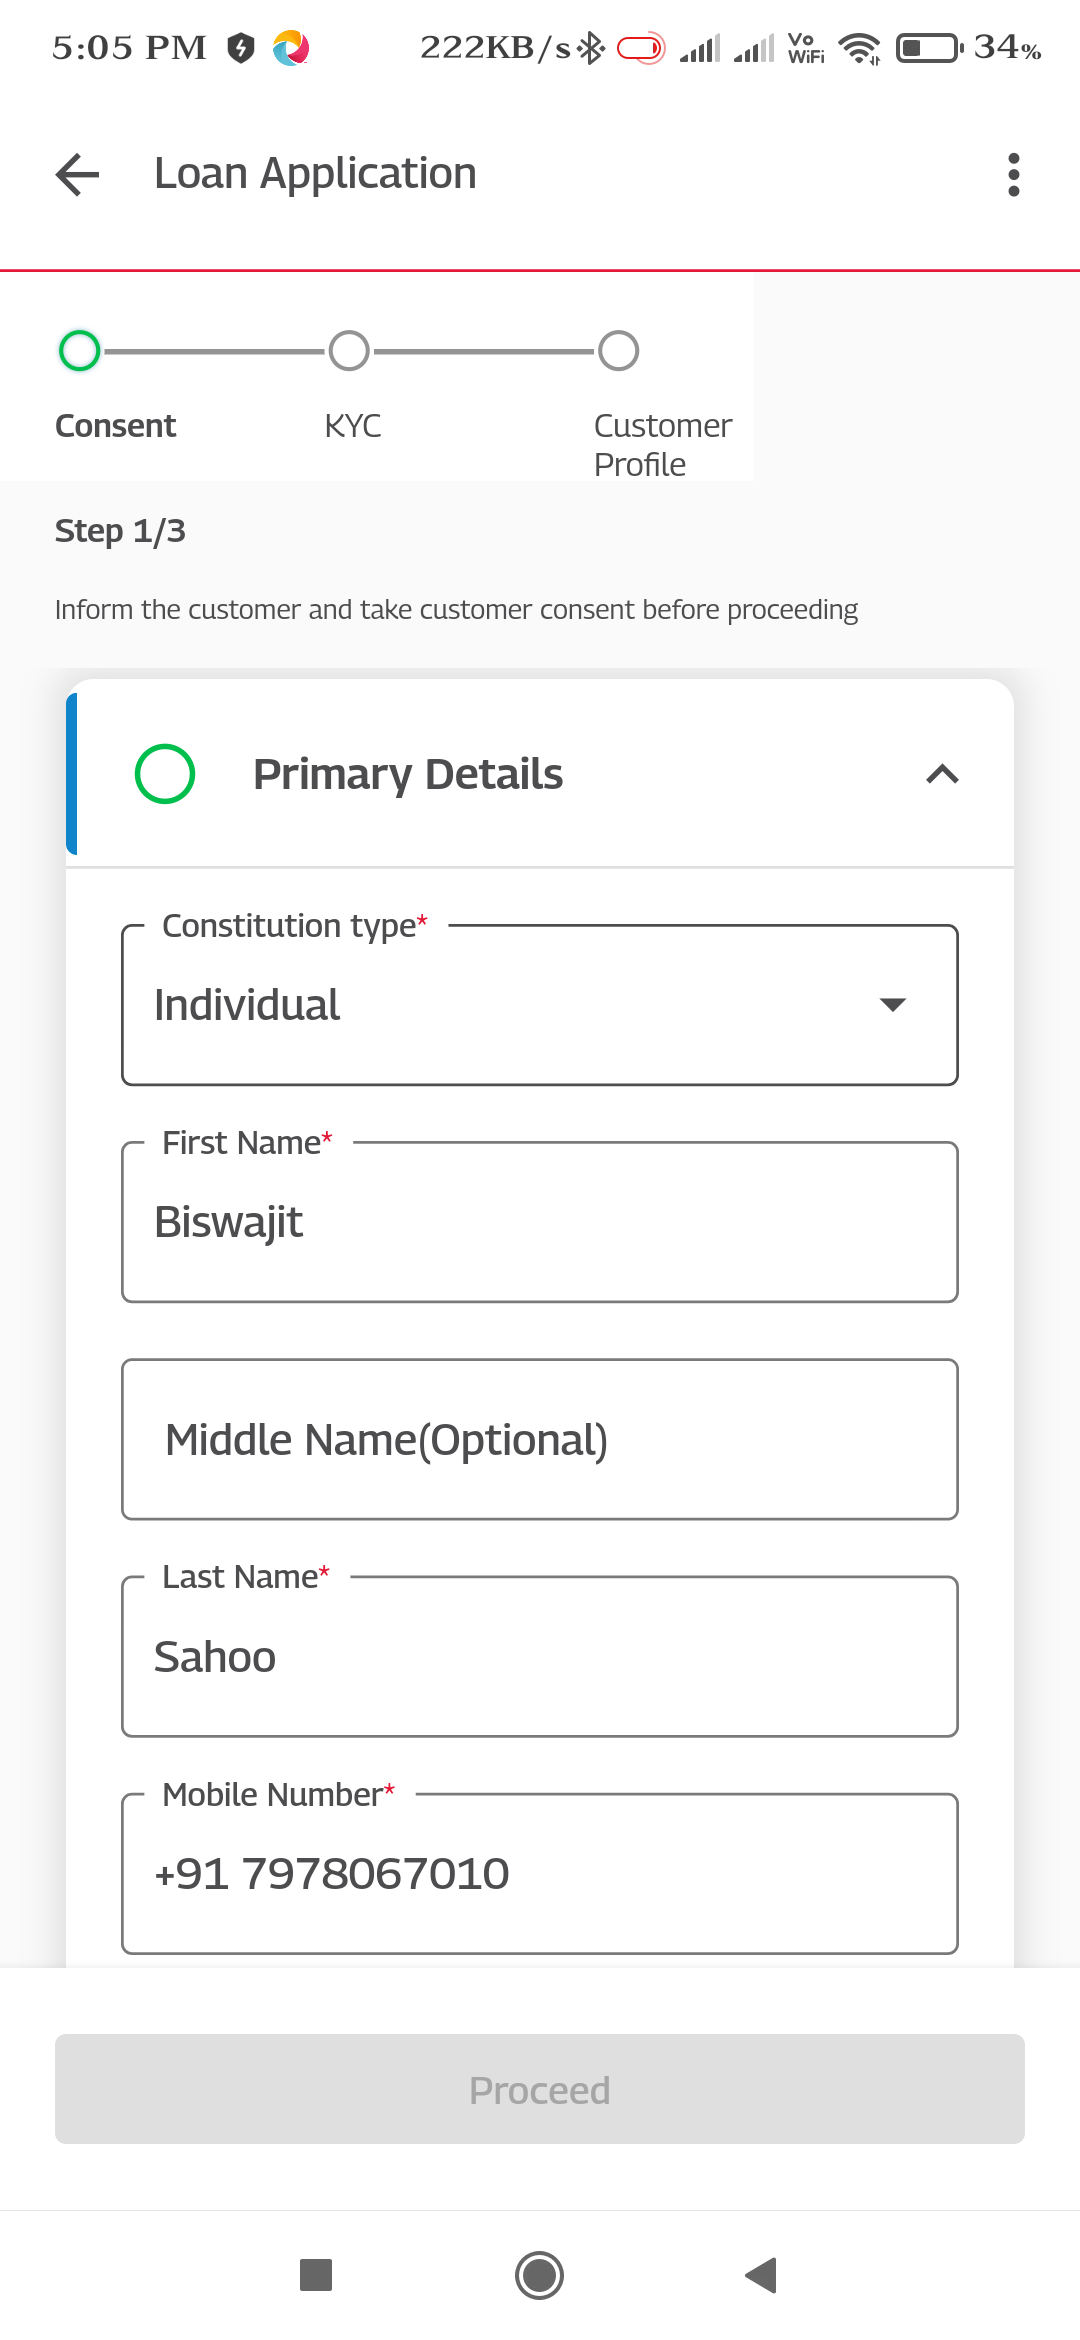 5:05 PM 222KB/s Vo WiFi 34%
Loan Application
Consent KYC Customer Profile
Step 1/3
Inform the customer and take customer consent before proceeding
Primary Details
Constitution type*
Individual
First Name*
Biswajit
Middle Name(Optional)
Last Name*
Sahoo
Mobile Number*
+91 7978067010
Proceed